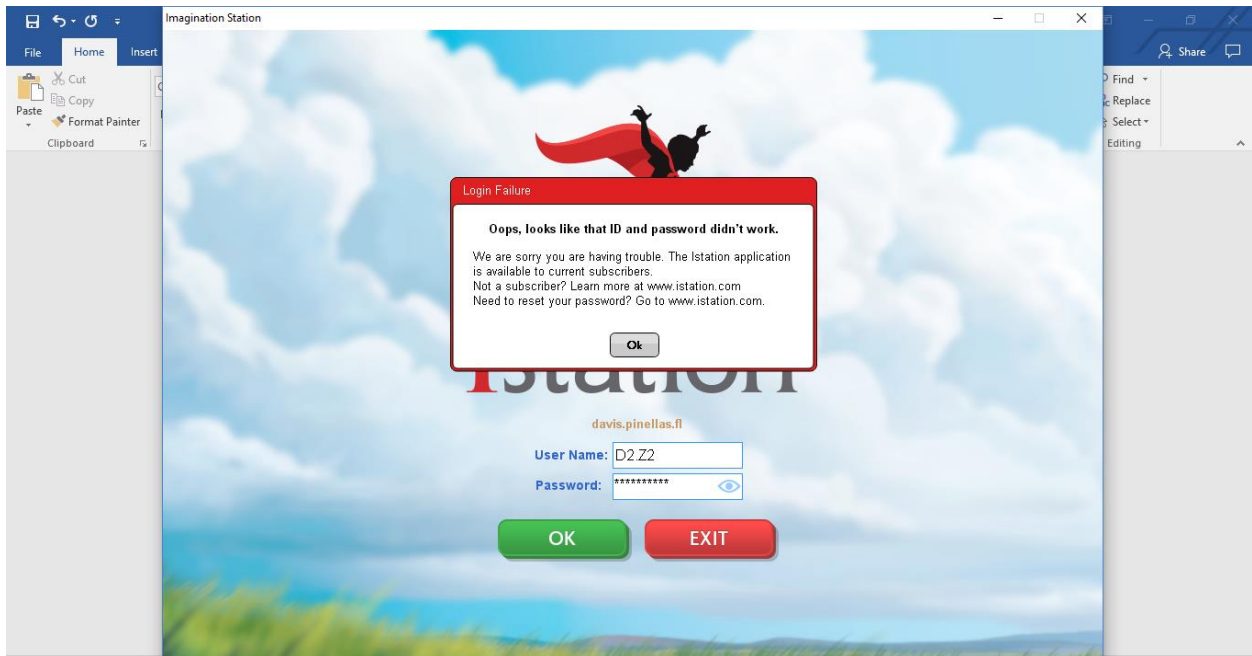 Imagination Station
File Home Insert
Share
Cut
Copy
Paste
Format Painter
Clipboard
Find
Replace
Select
Editing
Login Failure
Oops, looks like that ID and password didn't work.
We are sorry you are having trouble. The Istation application
is available to current subscribers.
Not a subscriber? Learn more at www.istation.com
Need to reset your password? Go to www.istation.com.
Ok
istation
davis.pinellas.fl
User Name: D2.Z2
Password: **********
OK EXIT